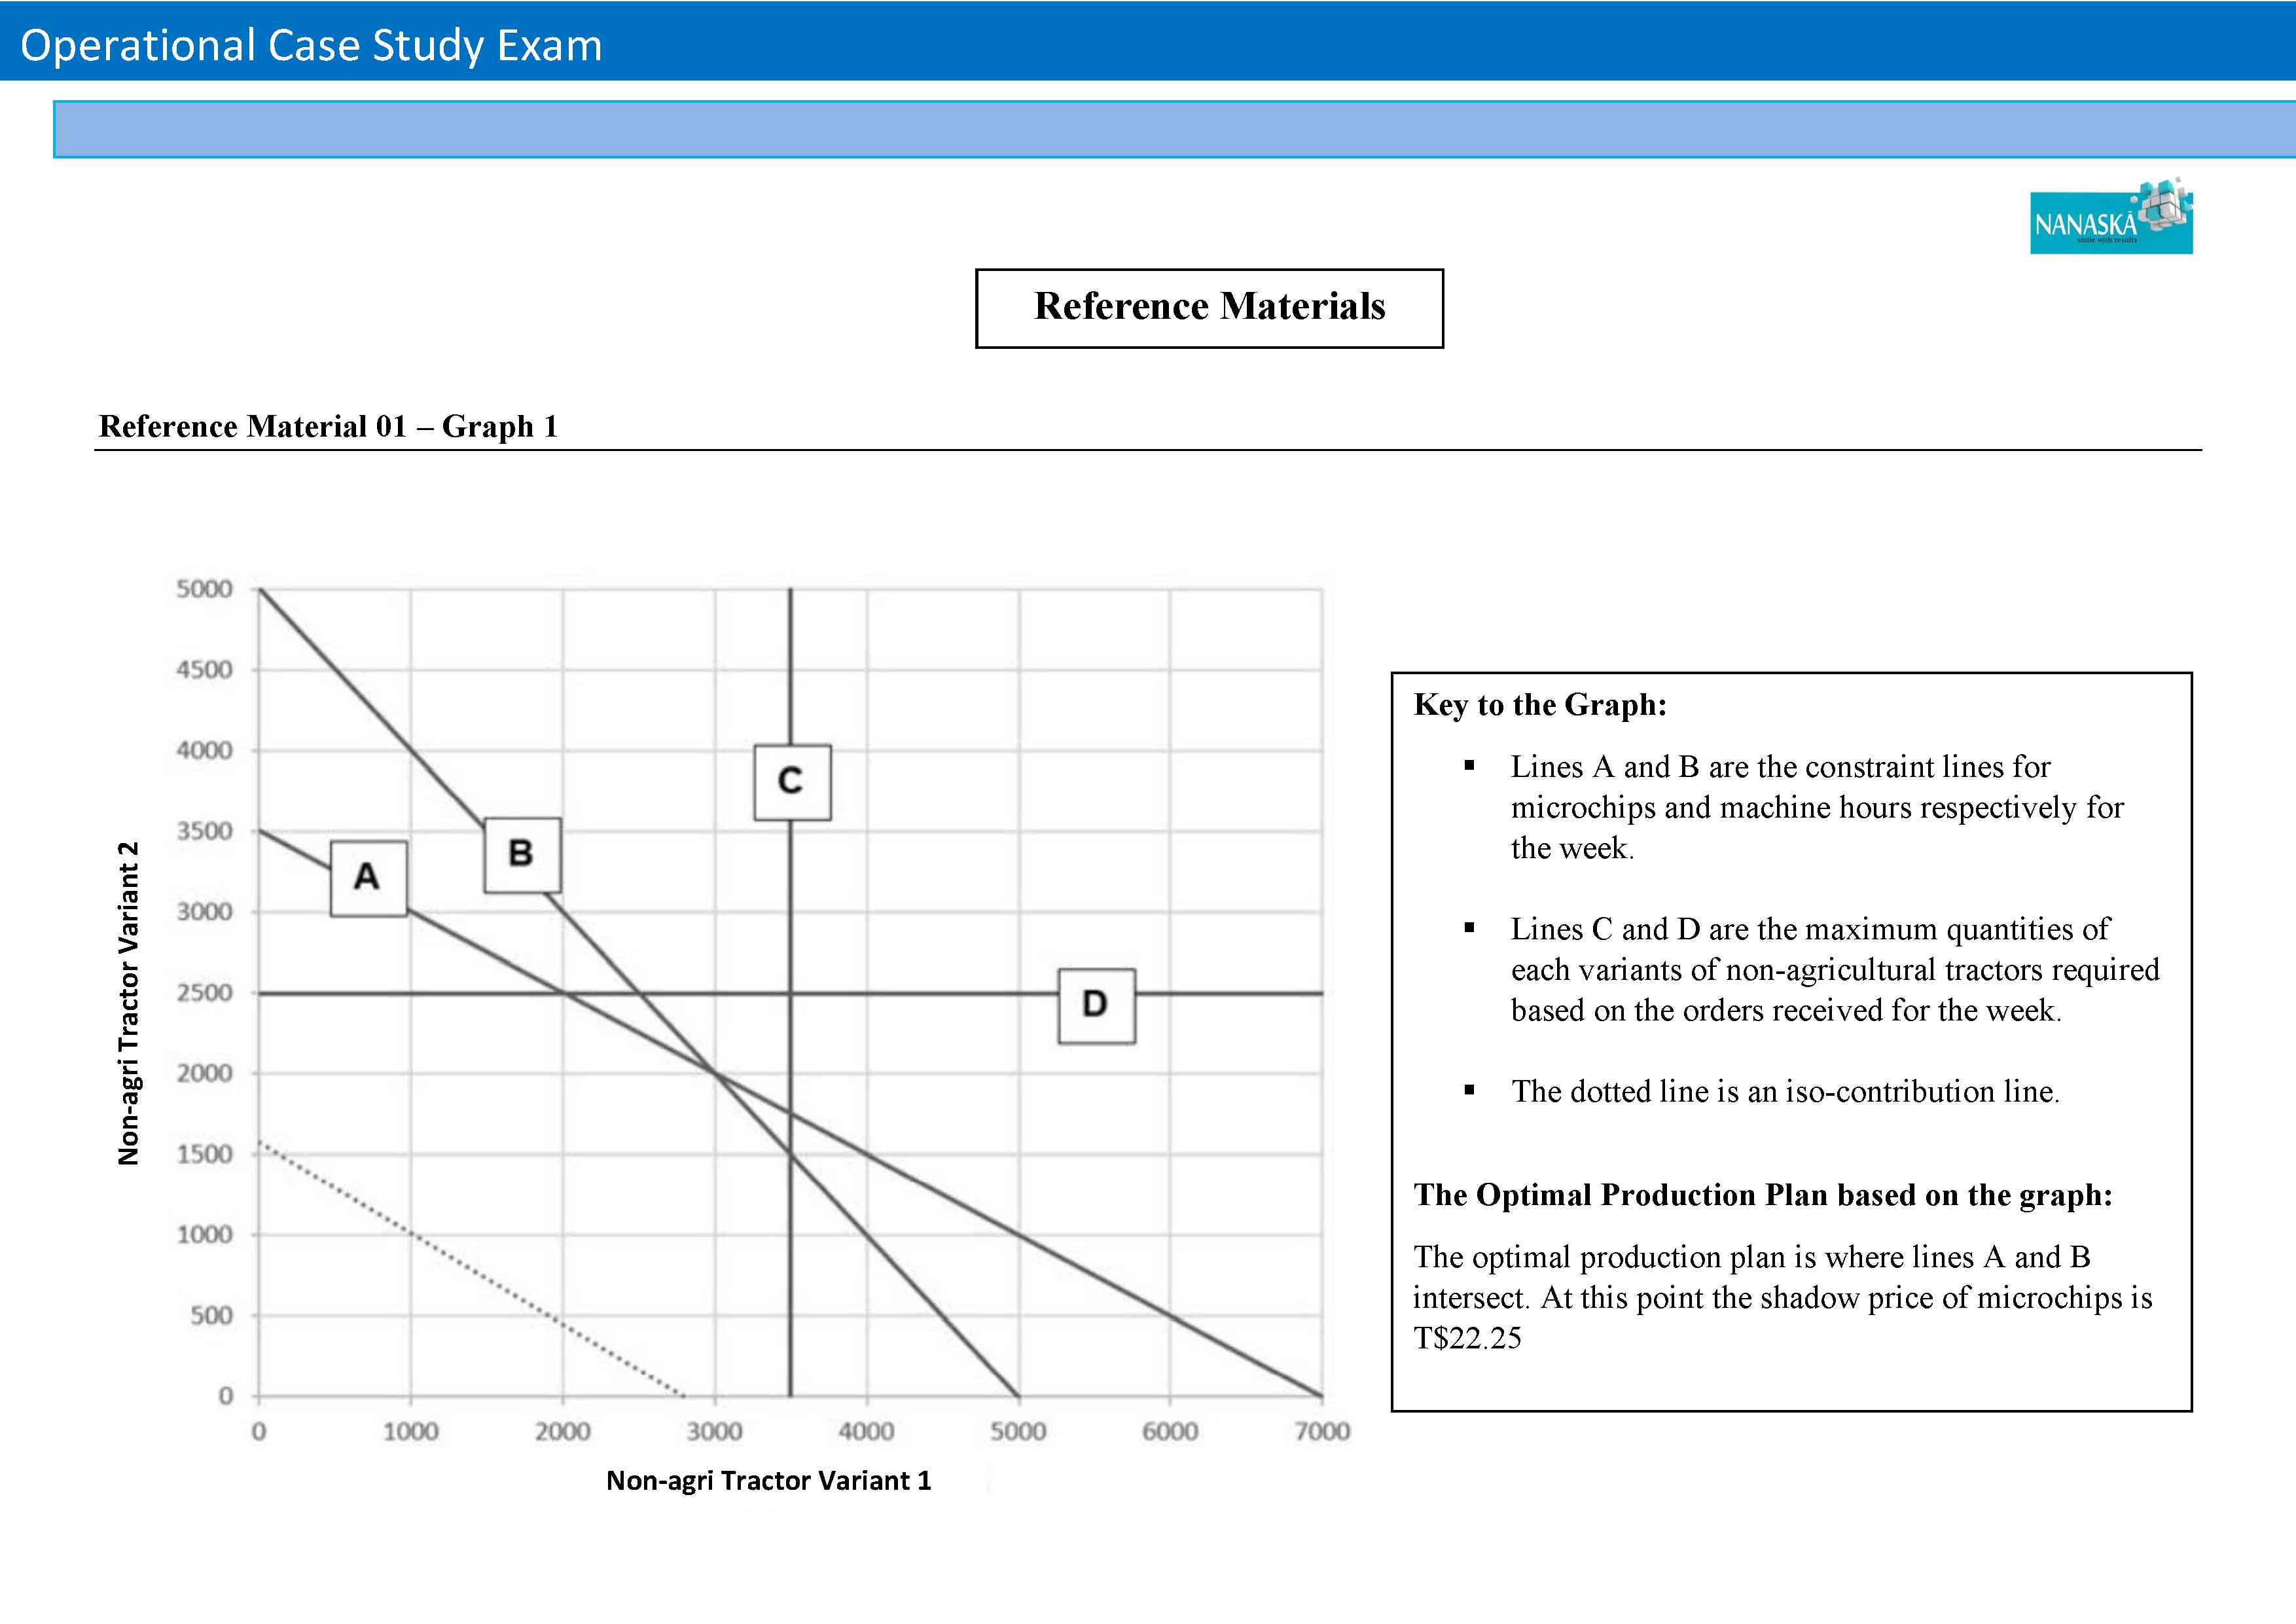 Operational Case Study Exam
NANASKA
smile with results
Reference Materials
Reference Material 01 – Graph 1
5000
4500
4000
3500
3000
2500
2000
1500
1000
500
0
0 1000 2000 3000 4000 5000 6000 7000
Non-agri Tractor Variant 2
Non-agri Tractor Variant 1
A
B
C
D
Key to the Graph:
▪ Lines A and B are the constraint lines for
microchips and machine hours respectively for
the week.
▪ Lines C and D are the maximum quantities of
each variants of non-agricultural tractors required
based on the orders received for the week.
▪ The dotted line is an iso-contribution line.
The Optimal Production Plan based on the graph:
The optimal production plan is where lines A and B
intersect. At this point the shadow price of microchips is
T$22.25